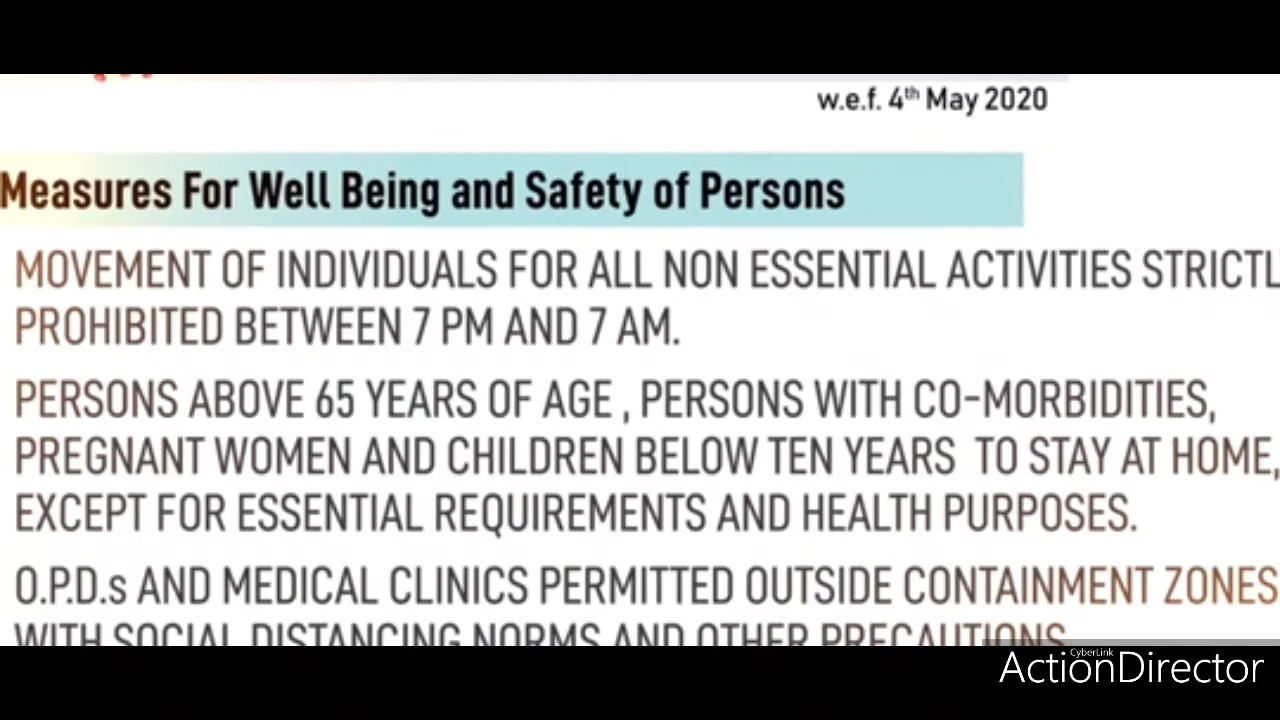 w.e.f. 4th May 2020
Measures For Well Being and Safety of Persons
MOVEMENT OF INDIVIDUALS FOR ALL NON ESSENTIAL ACTIVITIES STRICTL
PROHIBITED BETWEEN 7 PM AND 7 AM.
PERSONS ABOVE 65 YEARS OF AGE , PERSONS WITH CO-MORBIDITIES,
PREGNANT WOMEN AND CHILDREN BELOW TEN YEARS TO STAY AT HOME,
EXCEPT FOR ESSENTIAL REQUIREMENTS AND HEALTH PURPOSES.
O.P.D.s AND MEDICAL CLINICS PERMITTED OUTSIDE CONTAINMENT ZONES
WITH SOCIAL DISTANCING NORMS AND OTHER PRECAUTIONS
CyberLink
ActionDirector